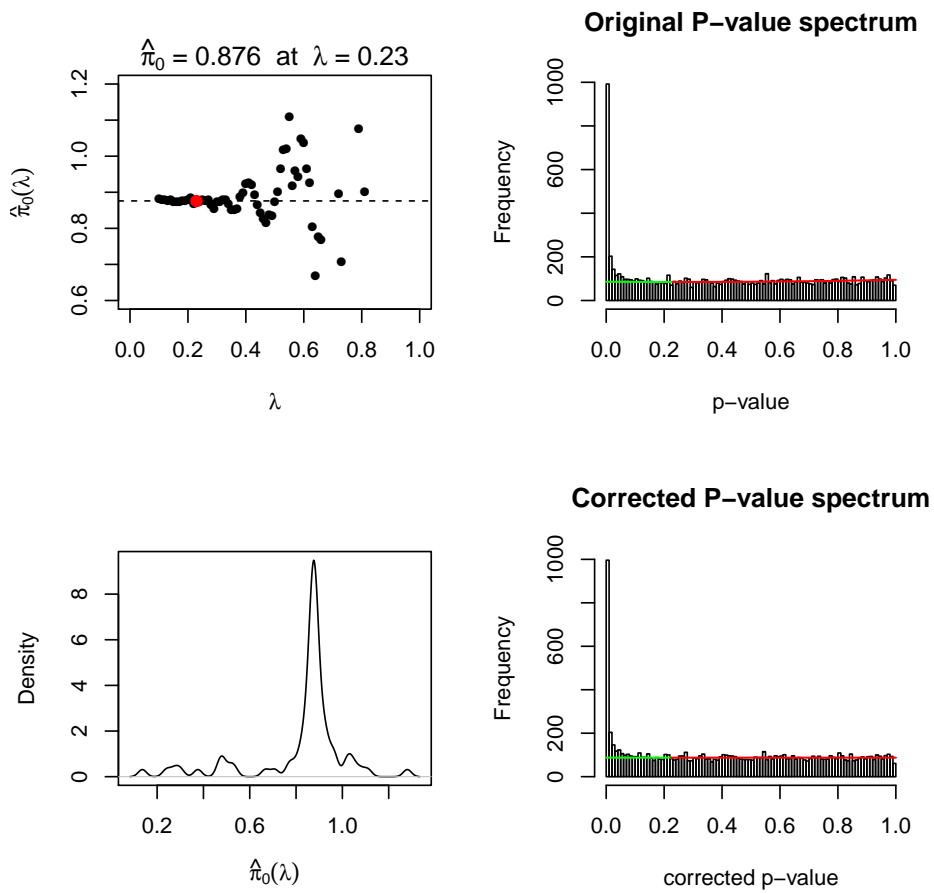 π̂₀ = 0.876 at λ = 0.23
π̂₀(λ)
1.2
1.0
0.8
0.6
0.0 0.2 0.4 0.6 0.8 1.0
λ
Original P−value spectrum
Frequency
1000
600
200
0
0.0 0.2 0.4 0.6 0.8 1.0
p−value
Density
8
6
4
2
0
0.2 0.6 1.0
π̂₀(λ)
Corrected P−value spectrum
Frequency
1000
600
200
0
0.0 0.2 0.4 0.6 0.8 1.0
corrected p−value